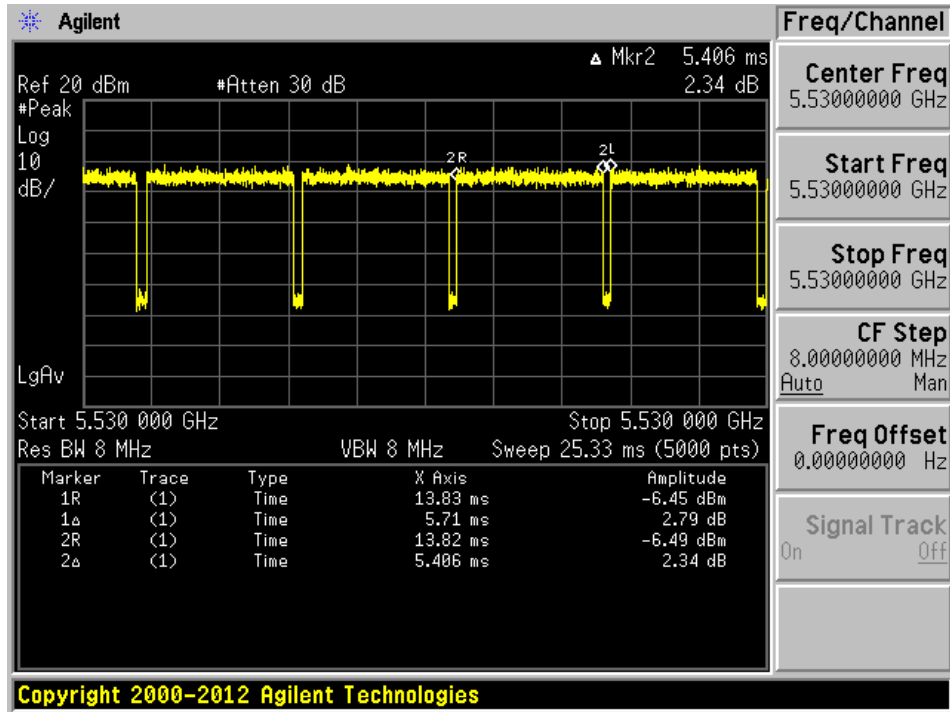 Agilent
Freq/Channel
▵ Mkr2 5.406 ms
Ref 20 dBm #Atten 30 dB 2.34 dB
#Peak
Log
10
dB/
2R
2
LgAv
Start 5.530 000 GHz Stop 5.530 000 GHz
Res BW 8 MHz VBW 8 MHz Sweep 25.33 ms (5000 pts)
Marker Trace Type X Axis Amplitude
1R (1) Time 13.83 ms -6.45 dBm
1▵ (1) Time 5.71 ms 2.79 dB
2R (1) Time 13.82 ms -6.49 dBm
2▵ (1) Time 5.406 ms 2.34 dB
Center Freq
5.53000000 GHz
Start Freq
5.53000000 GHz
Stop Freq
5.53000000 GHz
CF Step
8.00000000 MHz
Auto Man
Freq Offset
0.00000000 Hz
Signal Track
On Off
Copyright 2000-2012 Agilent Technologies